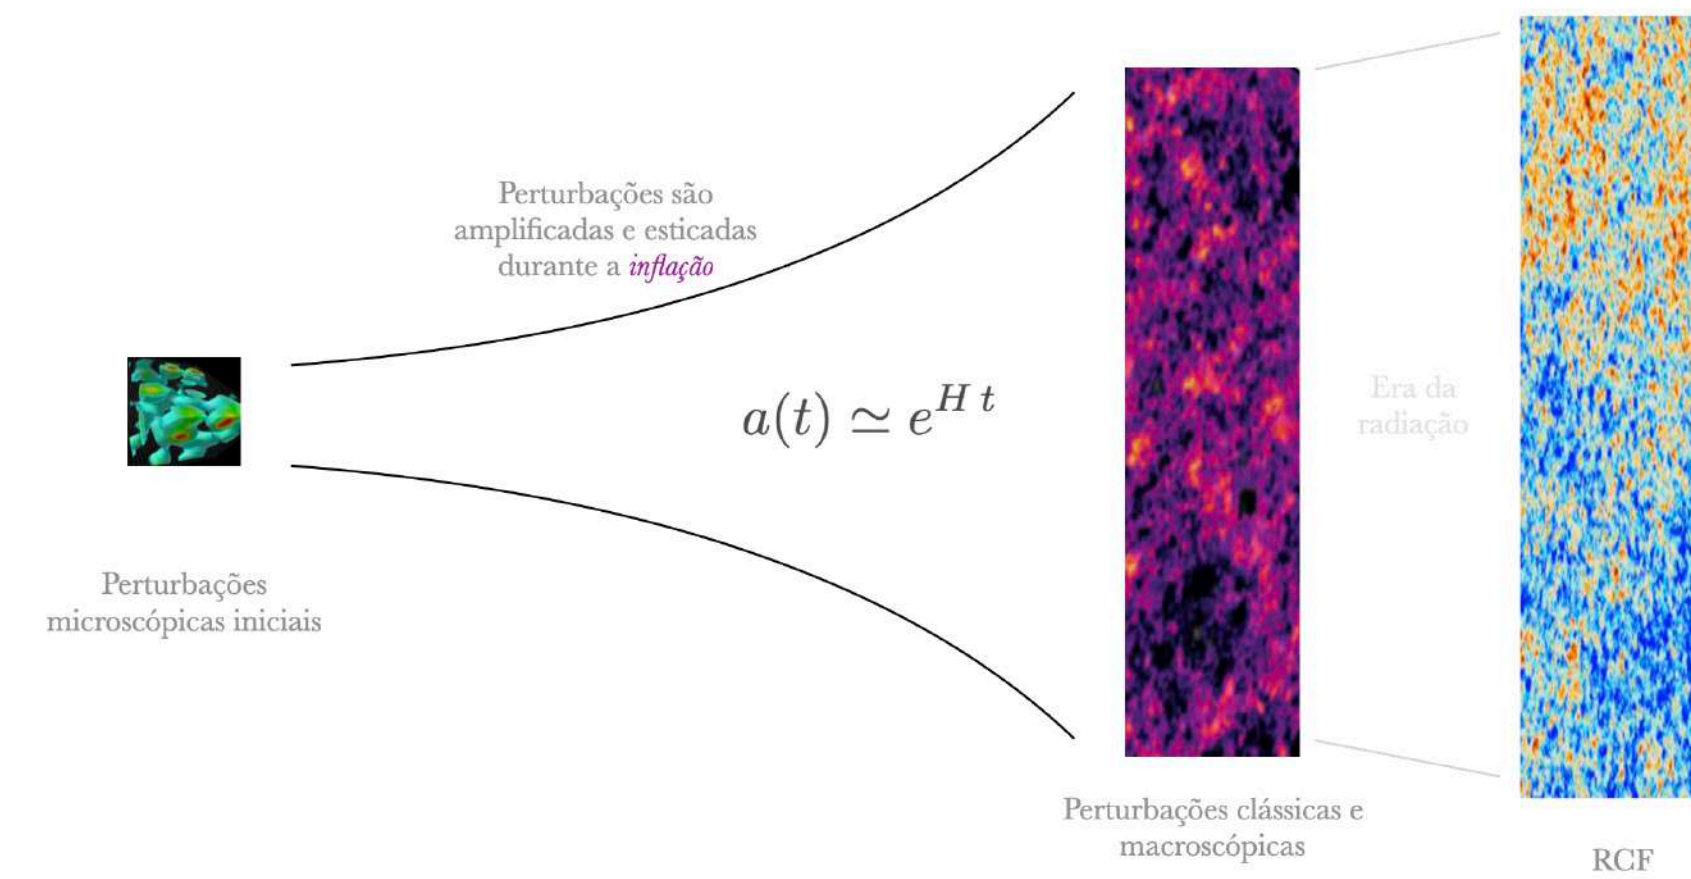 Perturbações são
amplificadas e esticadas
durante a inflação
a(t) ≃ e^{H t}
Era da
radiação
Perturbações
microscópicas iniciais
Perturbações clássicas e
macroscópicas
RCF